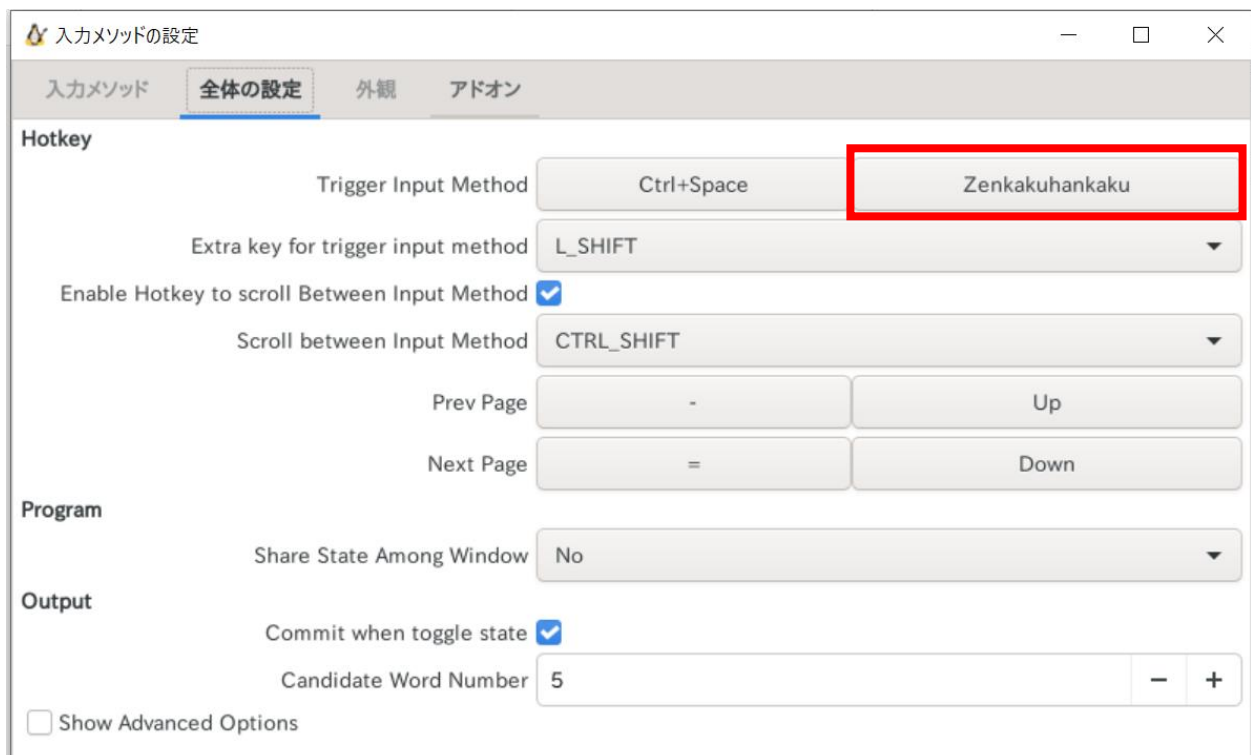 入力メソッドの設定
入力メソッド 全体の設定 外観 アドオン
Hotkey
Trigger Input Method Ctrl+Space Zenkakuhankaku
Extra key for trigger input method L_SHIFT
Enable Hotkey to scroll Between Input Method
Scroll between Input Method CTRL_SHIFT
Prev Page - Up
Next Page = Down
Program
Share State Among Window No
Output
Commit when toggle state
Candidate Word Number 5 − +
Show Advanced Options